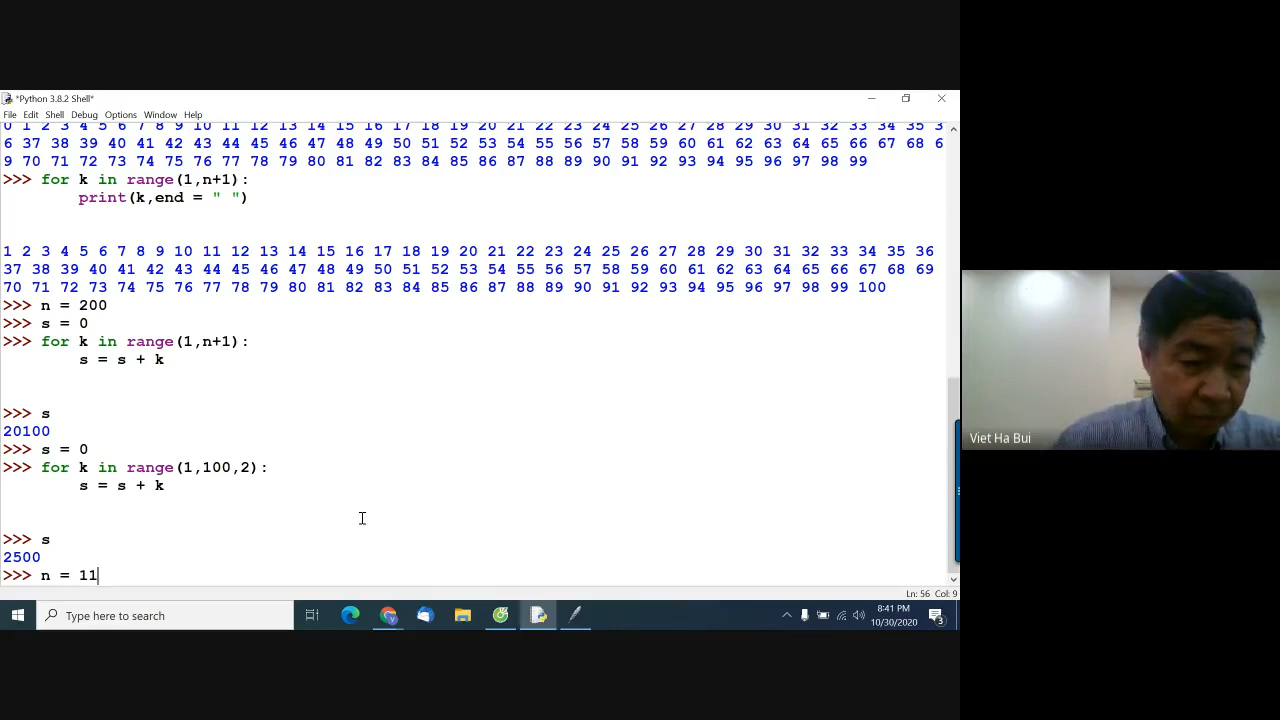 *Python 3.8.2 Shell*
File Edit Shell Debug Options Window Help
0 1 2 3 4 5 6 7 8 9 10 11 12 13 14 15 16 17 18 19 20 21 22 23 24 25 26 27 28 29 30 31 32 33 34 35 3
6 37 38 39 40 41 42 43 44 45 46 47 48 49 50 51 52 53 54 55 56 57 58 59 60 61 62 63 64 65 66 67 68 6
9 70 71 72 73 74 75 76 77 78 79 80 81 82 83 84 85 86 87 88 89 90 91 92 93 94 95 96 97 98 99
>>> for k in range(1,n+1):
print(k,end = " ")
1 2 3 4 5 6 7 8 9 10 11 12 13 14 15 16 17 18 19 20 21 22 23 24 25 26 27 28 29 30 31 32 33 34 35 36
37 38 39 40 41 42 43 44 45 46 47 48 49 50 51 52 53 54 55 56 57 58 59 60 61 62 63 64 65 66 67 68 69
70 71 72 73 74 75 76 77 78 79 80 81 82 83 84 85 86 87 88 89 90 91 92 93 94 95 96 97 98 99 100
>>> n = 200
>>> s = 0
>>> for k in range(1,n+1):
s = s + k
>>> s
20100
>>> s = 0
>>> for k in range(1,100,2):
s = s + k
>>> s
2500
>>> n = 11
Ln: 56 Col: 9
Type here to search
8:41 PM
10/30/2020
3
Viet Ha Bui